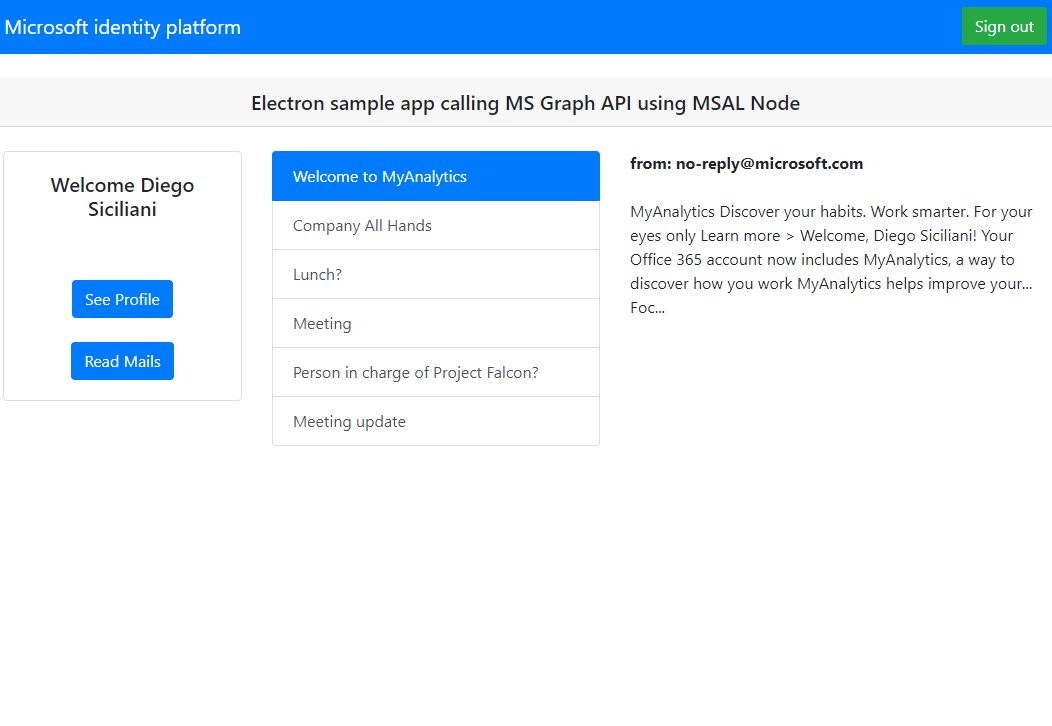 Microsoft identity platform
Sign out
Electron sample app calling MS Graph API using MSAL Node
Welcome Diego
Siciliani
See Profile
Read Mails
Welcome to MyAnalytics
Company All Hands
Lunch?
Meeting
Person in charge of Project Falcon?
Meeting update
from: no-reply@microsoft.com
MyAnalytics Discover your habits. Work smarter. For your
eyes only Learn more > Welcome, Diego Siciliani! Your
Office 365 account now includes MyAnalytics, a way to
discover how you work MyAnalytics helps improve your...
Foc...